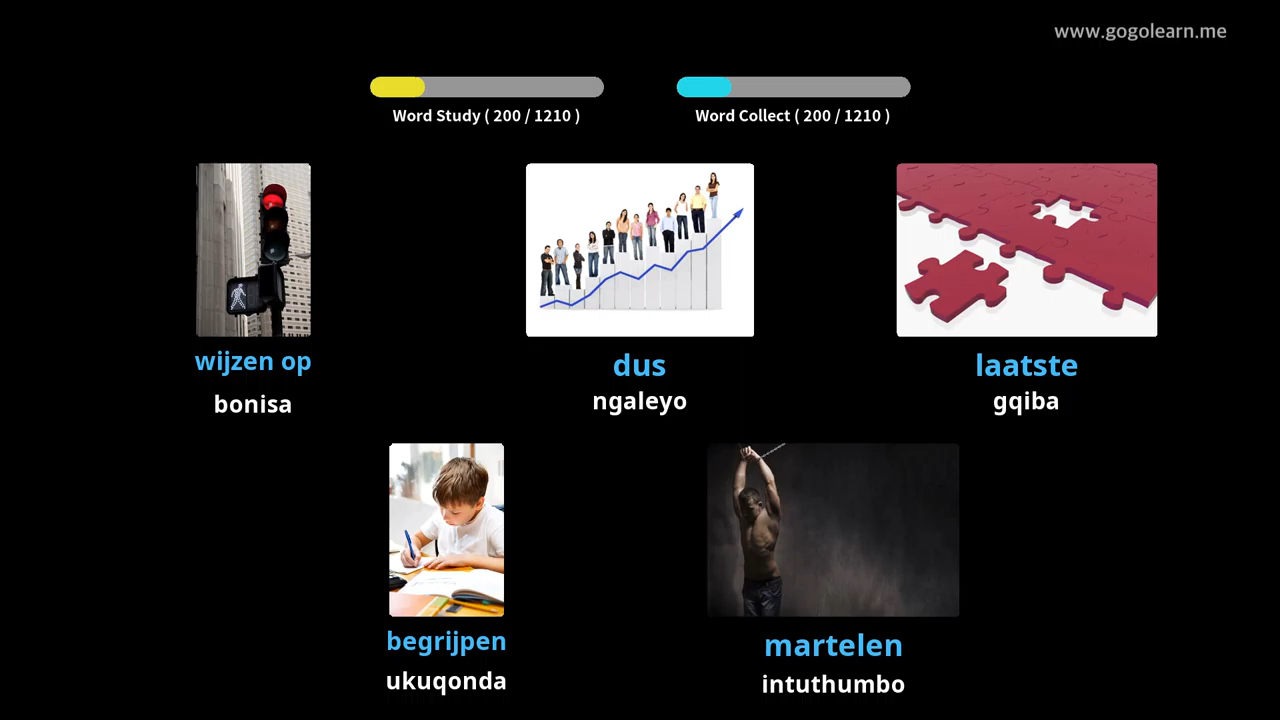 www.gogolearn.me
Word Study ( 200 / 1210 )
Word Collect ( 200 / 1210 )
wijzen op
bonisa
dus
ngaleyo
laatste
gqiba
begrijpen
ukuqonda
martelen
intuthumbo